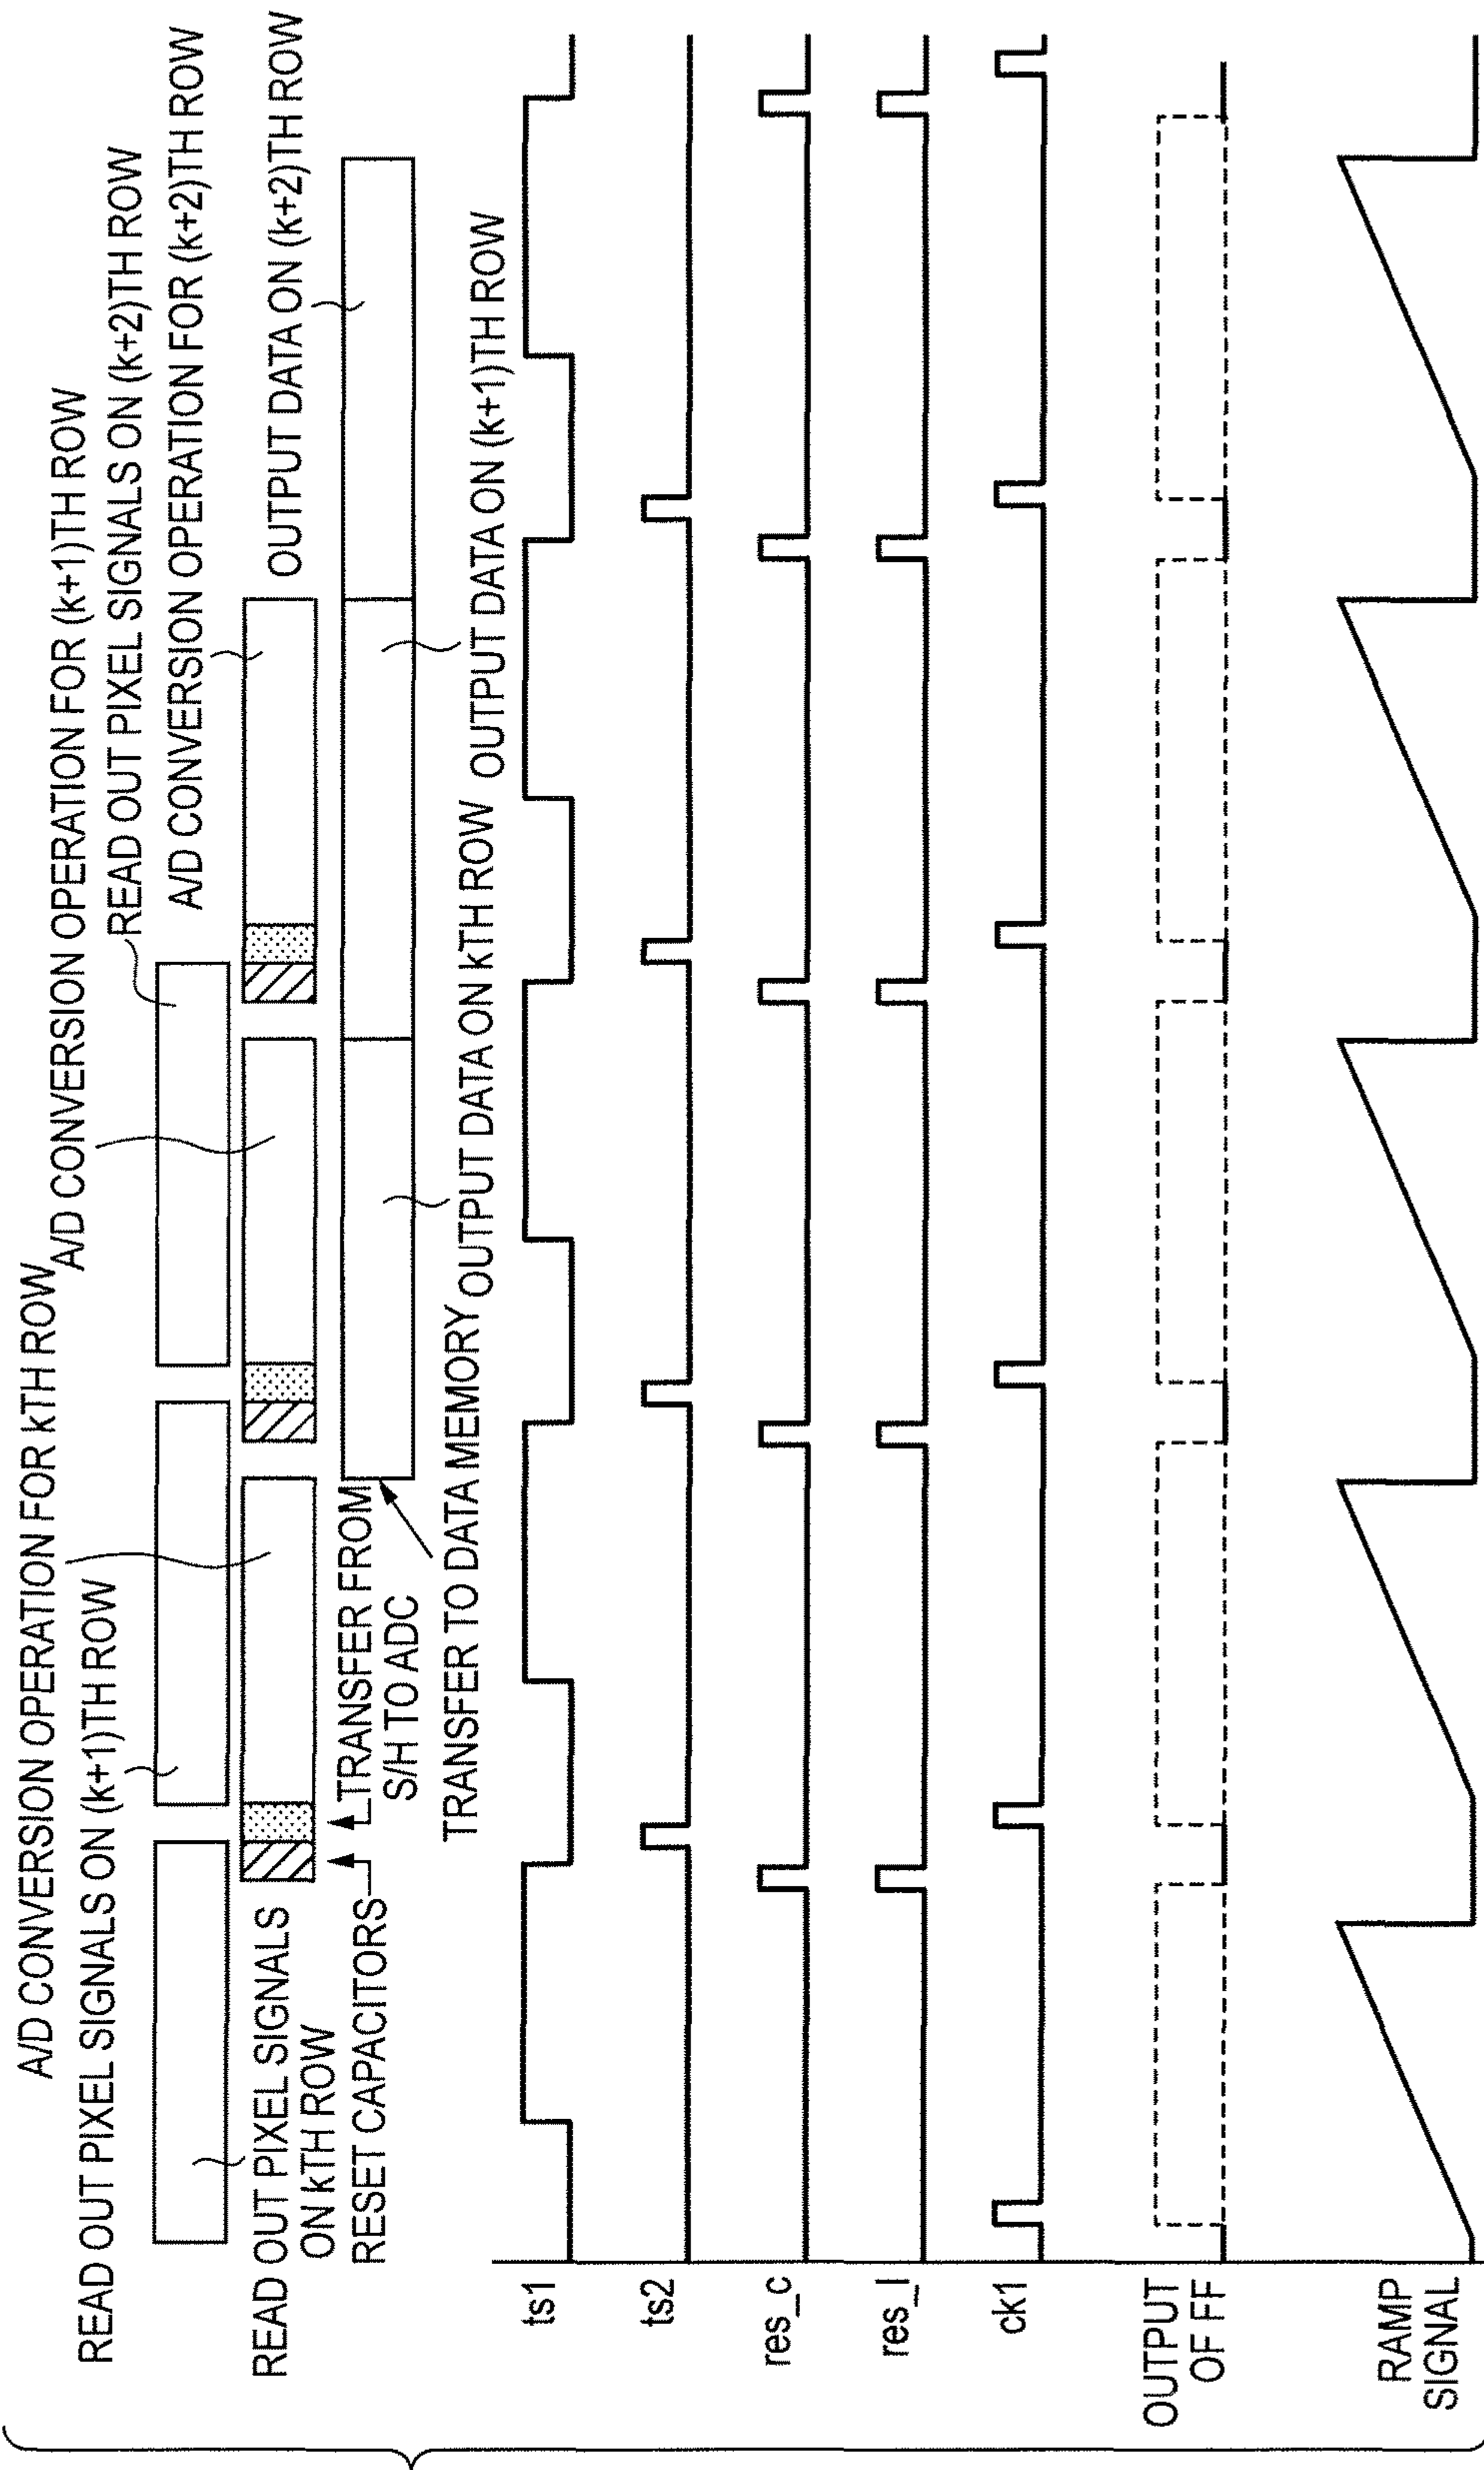 A/D CONVERSION OPERATION FOR kTH ROW
A/D CONVERSION OPERATION FOR (k+1)TH ROW
READ OUT PIXEL SIGNALS ON (k+1)TH ROW
READ OUT PIXEL SIGNALS ON (k+2)TH ROW
A/D CONVERSION OPERATION FOR (k+2)TH ROW
READ OUT PIXEL SIGNALS
ON kTH ROW
OUTPUT DATA ON (k+2)TH ROW
RESET CAPACITORS
TRANSFER FROM
S/H TO ADC
TRANSFER TO DATA MEMORY
OUTPUT DATA ON kTH ROW
OUTPUT DATA ON (k+1)TH ROW
ts1
ts2
res_c
res_l
ck1
OUTPUT
OF FF
RAMP
SIGNAL